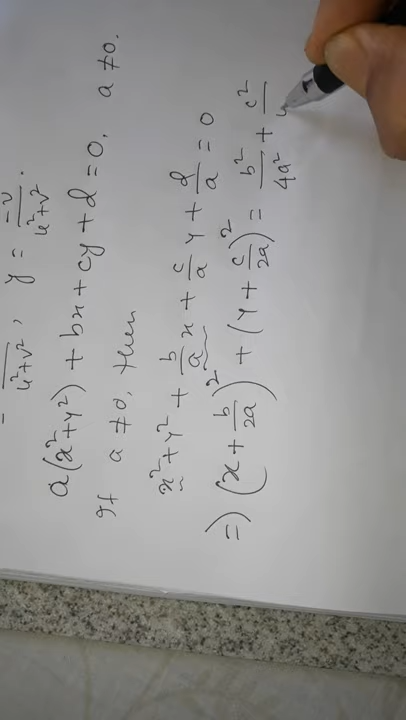 = / u²+v² , y = -v / u²+v² .
a(x²+y²) + bx + cy + d = 0, a ≠ 0.
If a ≠ 0, then
x² + y² + b/a x + c/a y + d/a = 0
⇒ (x + b/2a)² + (y + c/2a)² = b²/4a² + c²/